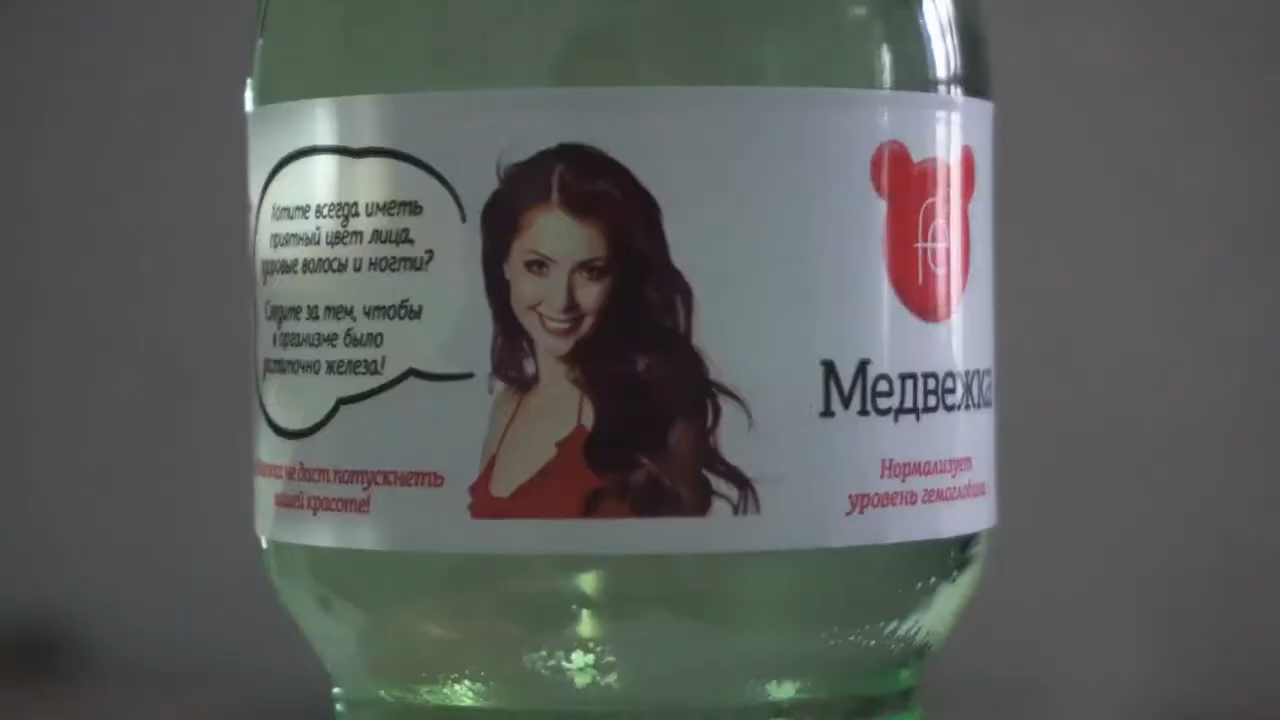 Хотите всегда иметь
приятный цвет лица,
здоровые волосы и ногти?
Следите за тем, чтобы
в организме было
достаточно железа!
не даст потускнеть
вашей красоте!
fe
Медвежка
Нормализует
уровень гемоглобина